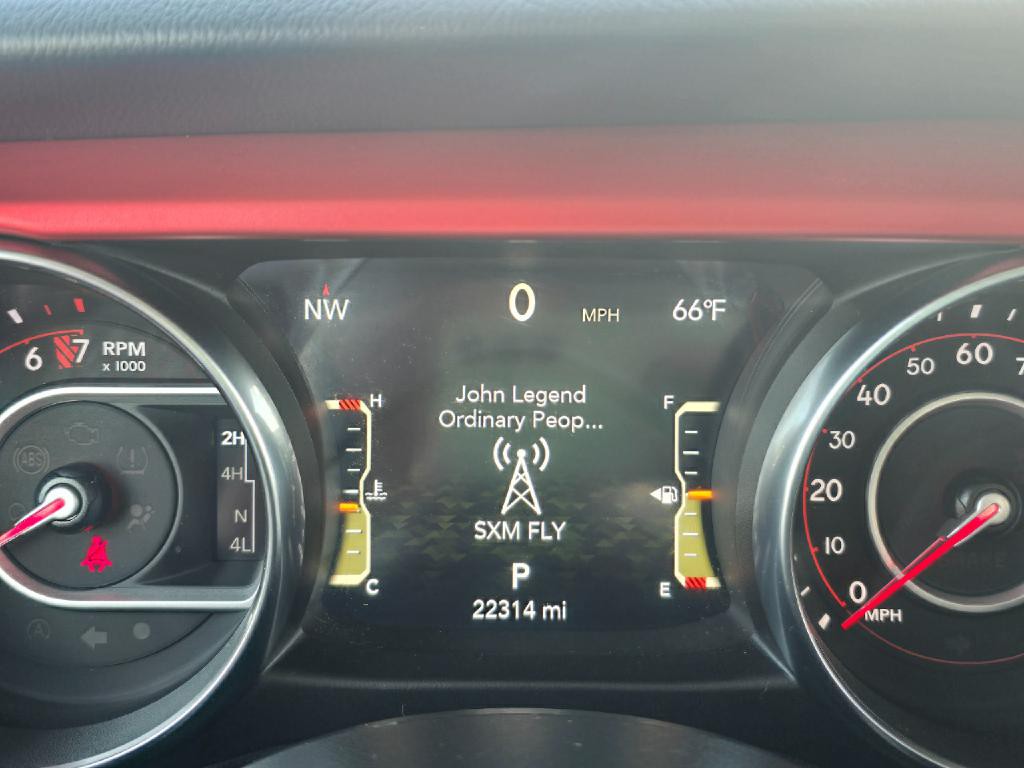 NW
0 MPH
66°F
6 7 RPM
x 1000
ABS
2H
4H
N
4L
H
C
John Legend
Ordinary Peop...
SXM FLY
P
22314 mi
F
E
0 10 20 30 40 50 60
MPH